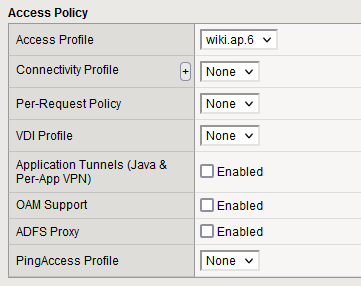 Access Policy
Access Profile
wiki.ap.6
Connectivity Profile
+
None
Per-Request Policy
None
VDI Profile
None
Application Tunnels (Java &
Per-App VPN)
Enabled
OAM Support
Enabled
ADFS Proxy
Enabled
PingAccess Profile
None